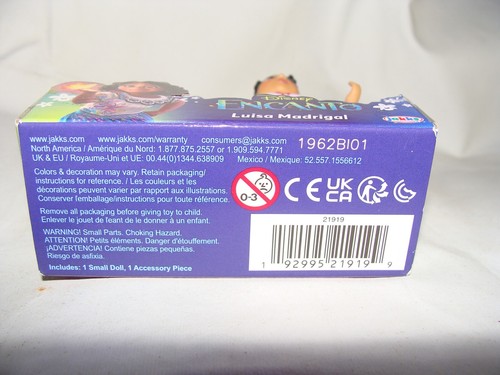 Disney
ENCANTO
Luisa Madrigal
jakks
www.jakks.com www.jakks.com/warranty consumers@jakks.com
North America / Amérique du Nord: 1.877.875.2557 or 1.909.594.7771
UK & EU / Royaume-Uni et UE: 00.44(0)1344.638909 Mexico / Mexique: 52.557.1556612
1962BI01
Colors & decoration may vary. Retain packaging/
instructions for reference. / Les couleurs et les
décorations peuvent varier par rapport aux illustrations.
Conserver l'emballage/instructions pour toute référence.
Remove all packaging before giving toy to child.
Enlever le jouet de l'emballage avant de le donner à un enfant.
WARNING! Small Parts. Choking Hazard.
ATTENTION! Petits éléments. Danger d'étouffement.
¡ADVERTENCIA! Contiene piezas pequeñas.
Riesgo de asfixia.
Includes: 1 Small Doll, 1 Accessory Piece
0-3
CE
UK
CA
21919
1 92995 21919 9